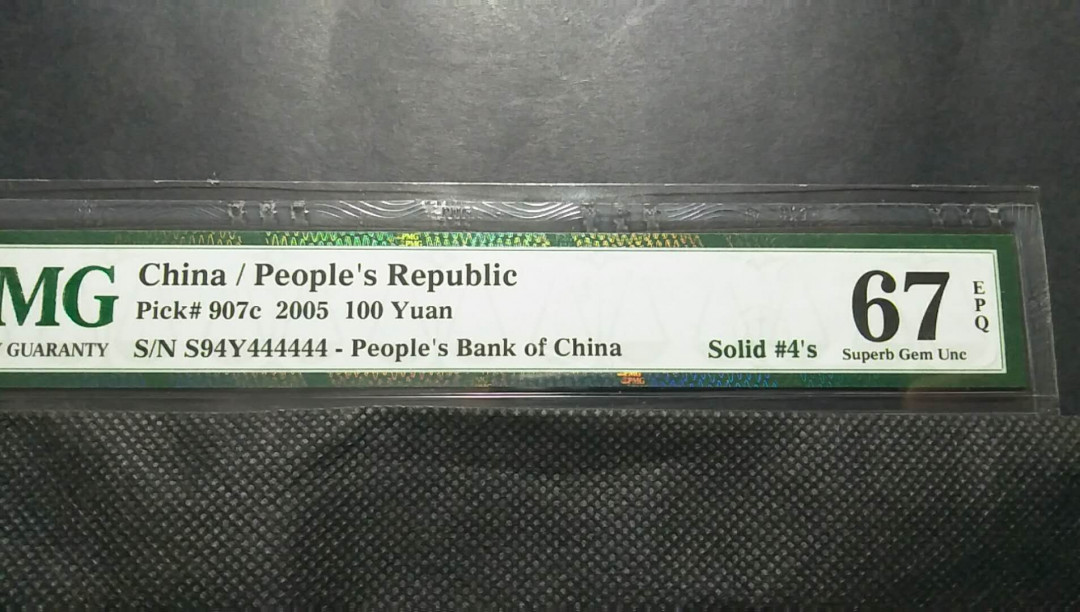 MG
GUARANTY
China / People's Republic
Pick# 907c 2005 100 Yuan
S/N S94Y444444 - People's Bank of China
Solid #4's
67
EPQ
Superb Gem Unc